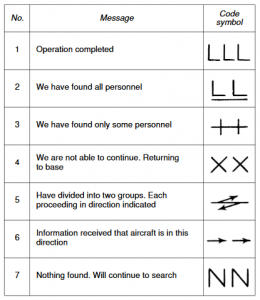 No. Message Code
symbol
1 Operation completed LLL
2 We have found all personnel LL
3 We have found only some personnel
4 We are not able to continue. Returning
to base XX
5 Have divided into two groups. Each
proceeding in direction indicated
6 Information received that aircraft is in this
direction
7 Nothing found. Will continue to search NN